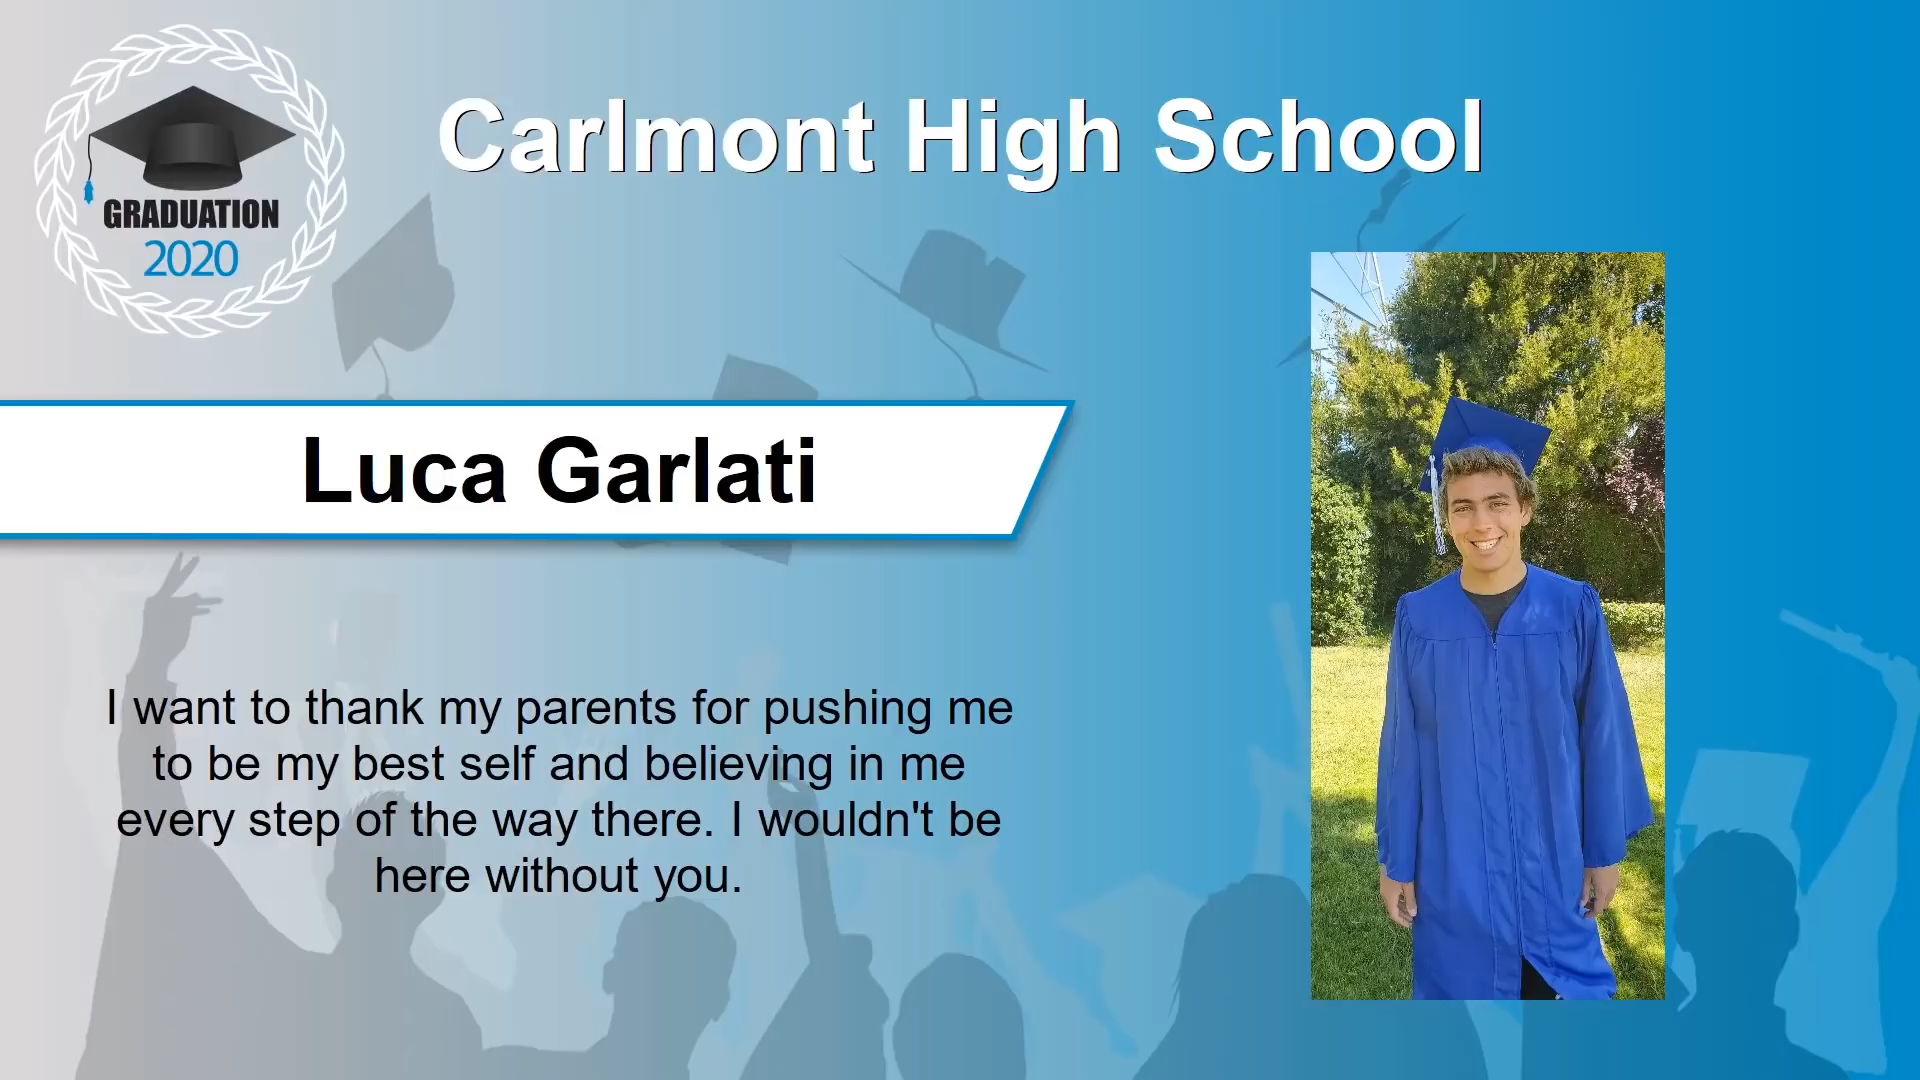 GRADUATION
2020
Carlmont High School
Luca Garlati
I want to thank my parents for pushing me
to be my best self and believing in me
every step of the way there. I wouldn't be
here without you.